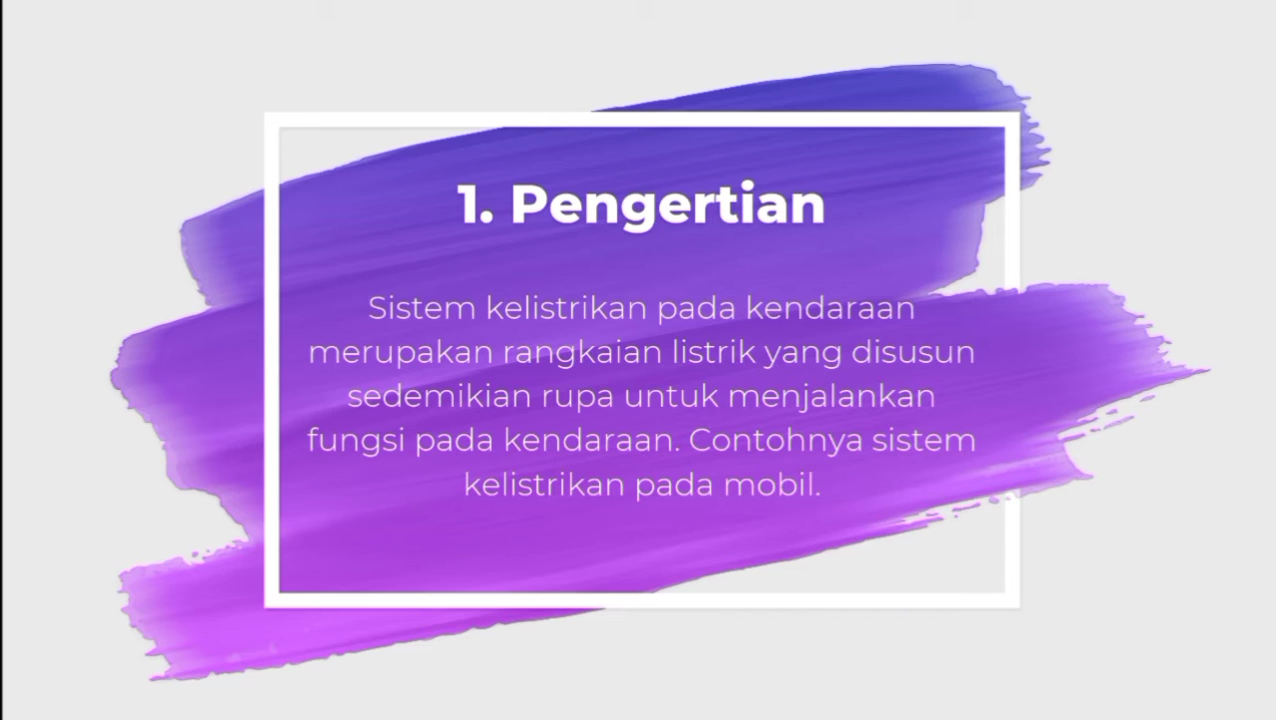 1. Pengertian
Sistem kelistrikan pada kendaraan
merupakan rangkaian listrik yang disusun
sedemikian rupa untuk menjalankan
fungsi pada kendaraan. Contohnya sistem
kelistrikan pada mobil.